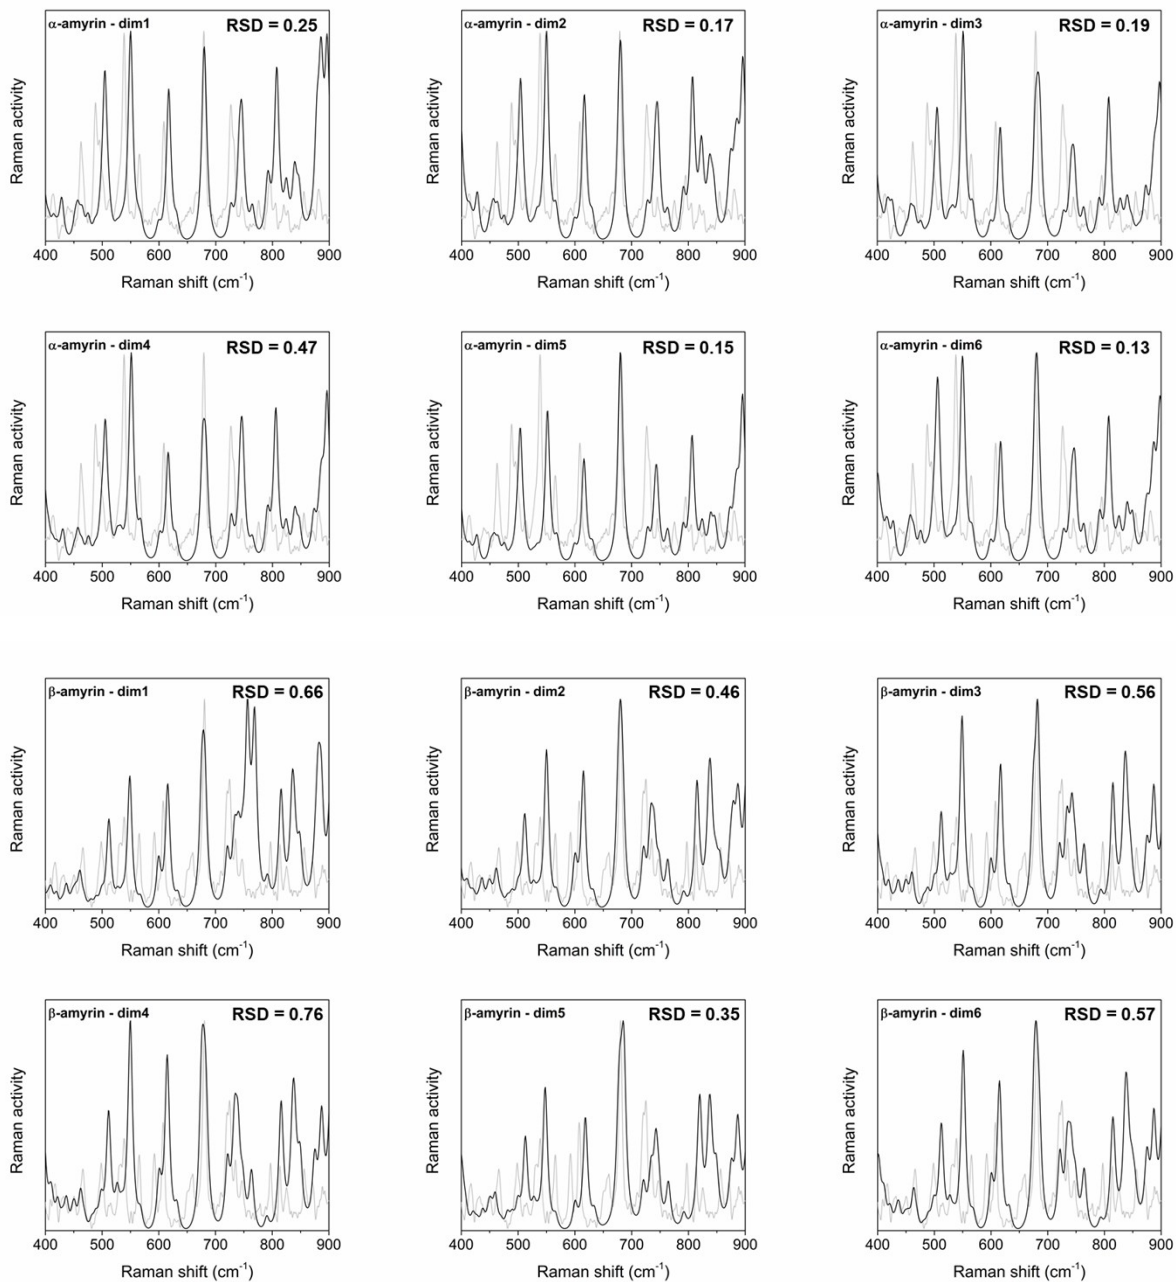 α-amyrin - dim1 RSD = 0.25
Raman activity
400 500 600 700 800 900
Raman shift (cm⁻¹)
α-amyrin - dim2 RSD = 0.17
Raman activity
400 500 600 700 800 900
Raman shift (cm⁻¹)
α-amyrin - dim3 RSD = 0.19
Raman activity
400 500 600 700 800 900
Raman shift (cm⁻¹)
α-amyrin - dim4 RSD = 0.47
Raman activity
400 500 600 700 800 900
Raman shift (cm⁻¹)
α-amyrin - dim5 RSD = 0.15
Raman activity
400 500 600 700 800 900
Raman shift (cm⁻¹)
α-amyrin - dim6 RSD = 0.13
Raman activity
400 500 600 700 800 900
Raman shift (cm⁻¹)
β-amyrin - dim1 RSD = 0.66
Raman activity
400 500 600 700 800 900
Raman shift (cm⁻¹)
β-amyrin - dim2 RSD = 0.46
Raman activity
400 500 600 700 800 900
Raman shift (cm⁻¹)
β-amyrin - dim3 RSD = 0.56
Raman activity
400 500 600 700 800 900
Raman shift (cm⁻¹)
β-amyrin - dim4 RSD = 0.76
Raman activity
400 500 600 700 800 900
Raman shift (cm⁻¹)
β-amyrin - dim5 RSD = 0.35
Raman activity
400 500 600 700 800 900
Raman shift (cm⁻¹)
β-amyrin - dim6 RSD = 0.57
Raman activity
400 500 600 700 800 900
Raman shift (cm⁻¹)